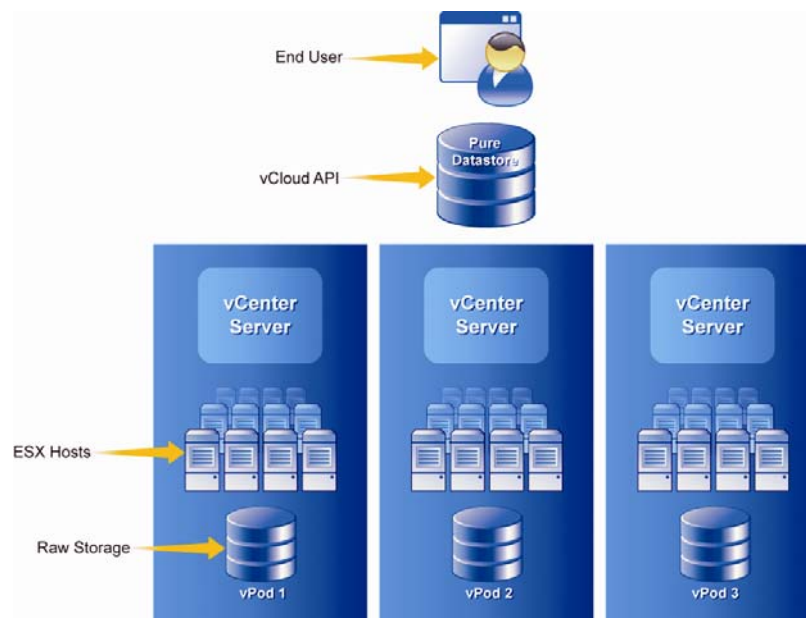 End User
Pure
Datastore
vCloud API
vCenter
Server
vCenter
Server
vCenter
Server
ESX Hosts
Raw Storage
vPod 1
vPod 2
vPod 3